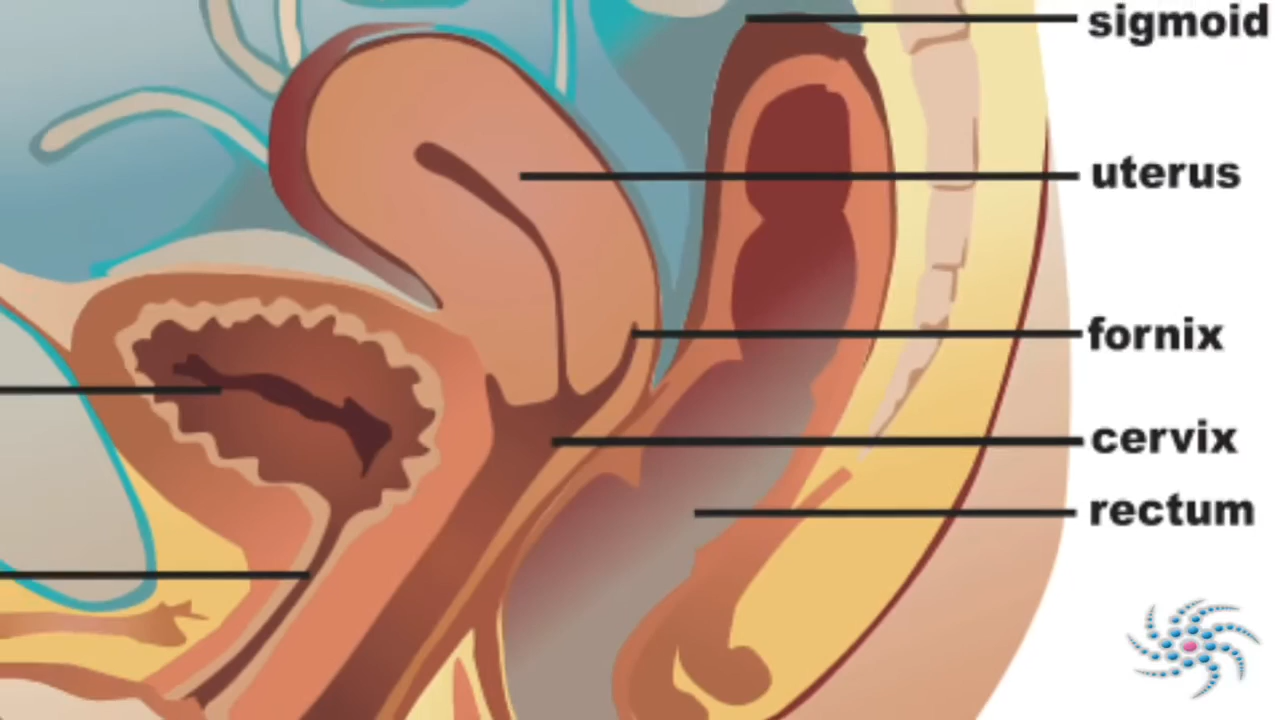 sigmoid
uterus
fornix
cervix
rectum